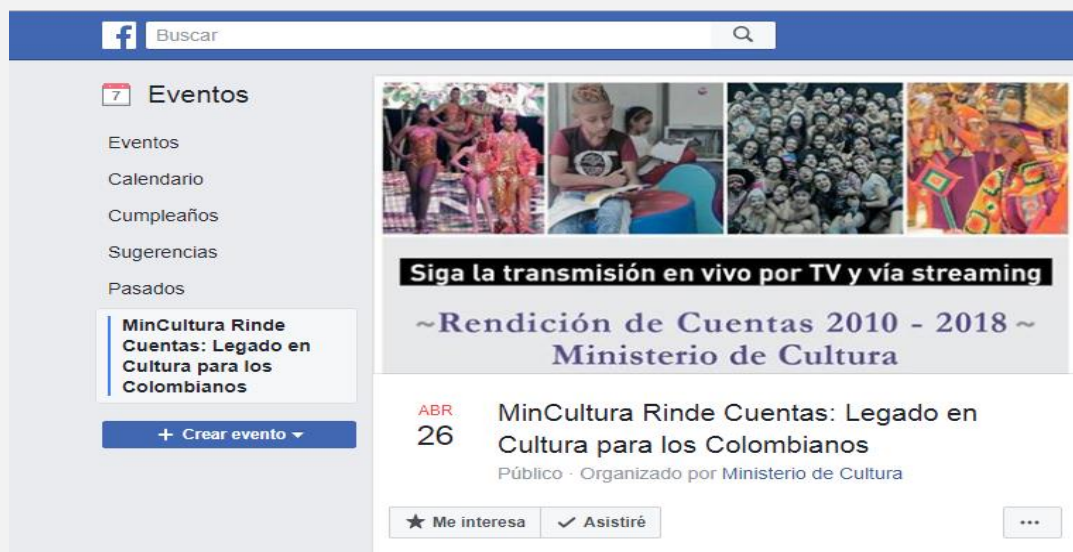 f
Buscar
7
Eventos
Eventos
Calendario
Cumpleaños
Sugerencias
Pasados
MinCultura Rinde
Cuentas: Legado en
Cultura para los
Colombianos
+ Crear evento
Siga la transmisión en vivo por TV y vía streaming
~Rendición de Cuentas 2010 - 2018~
Ministerio de Cultura
ABR
26
MinCultura Rinde Cuentas: Legado en
Cultura para los Colombianos
Público · Organizado por Ministerio de Cultura
Me interesa
Asistiré
...